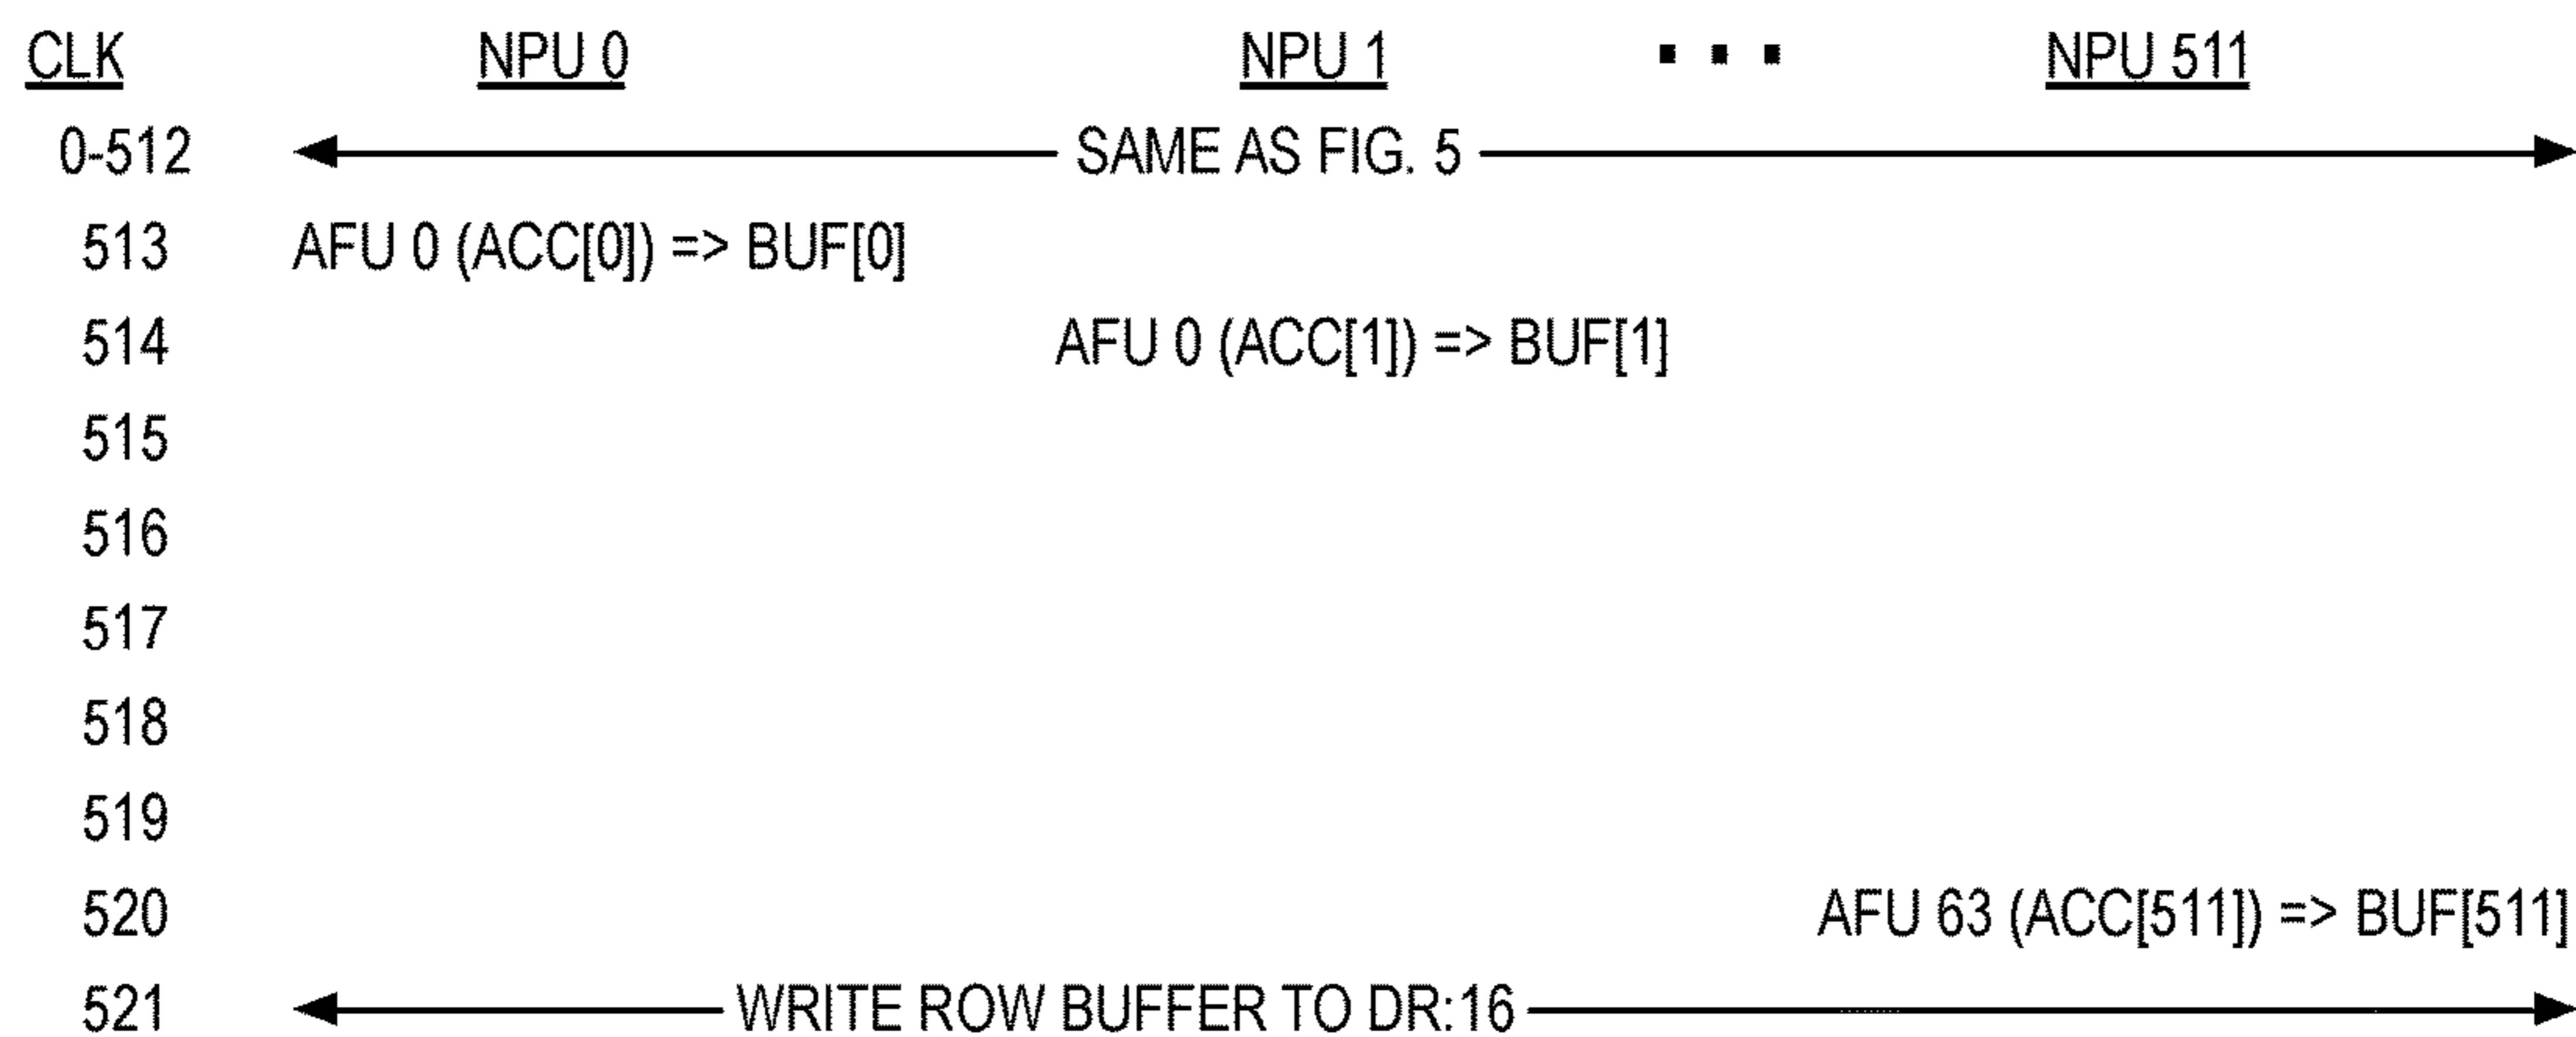 CLK NPU 0 NPU 1 ▪ ▪ ▪ NPU 511
0-512 SAME AS FIG. 5
513 AFU 0 (ACC[0]) => BUF[0]
514 AFU 0 (ACC[1]) => BUF[1]
515
516
517
518
519
520 AFU 63 (ACC[511]) => BUF[511]
521 WRITE ROW BUFFER TO DR:16